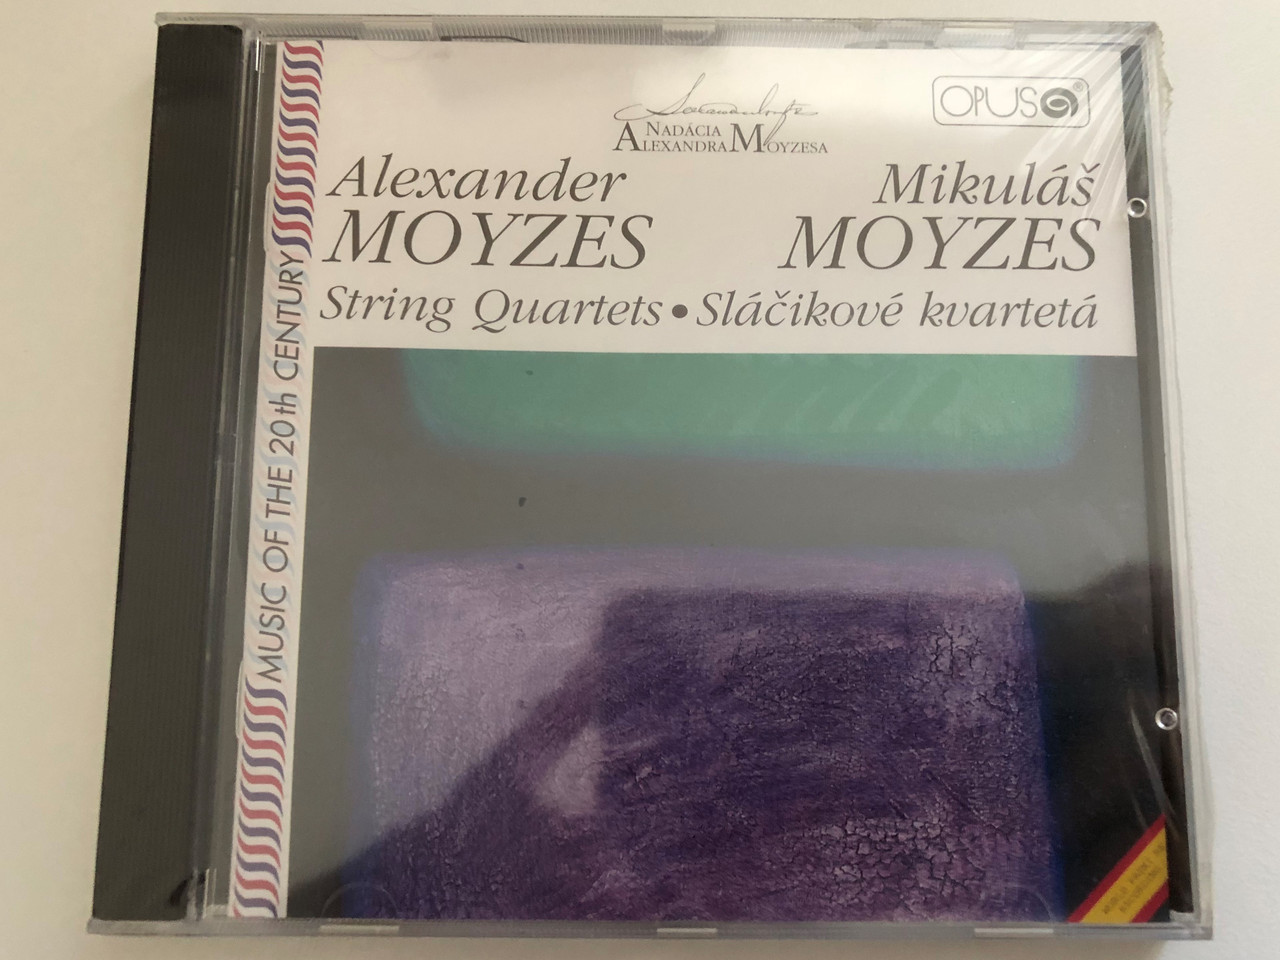 OPUS
NADÁCIA
ALEXANDRA MOYZESA
Alexander
MOYZES
Mikuláš
MOYZES
String Quartets • Sláčikové kvartetá
MUSIC OF THE 20th CENTURY